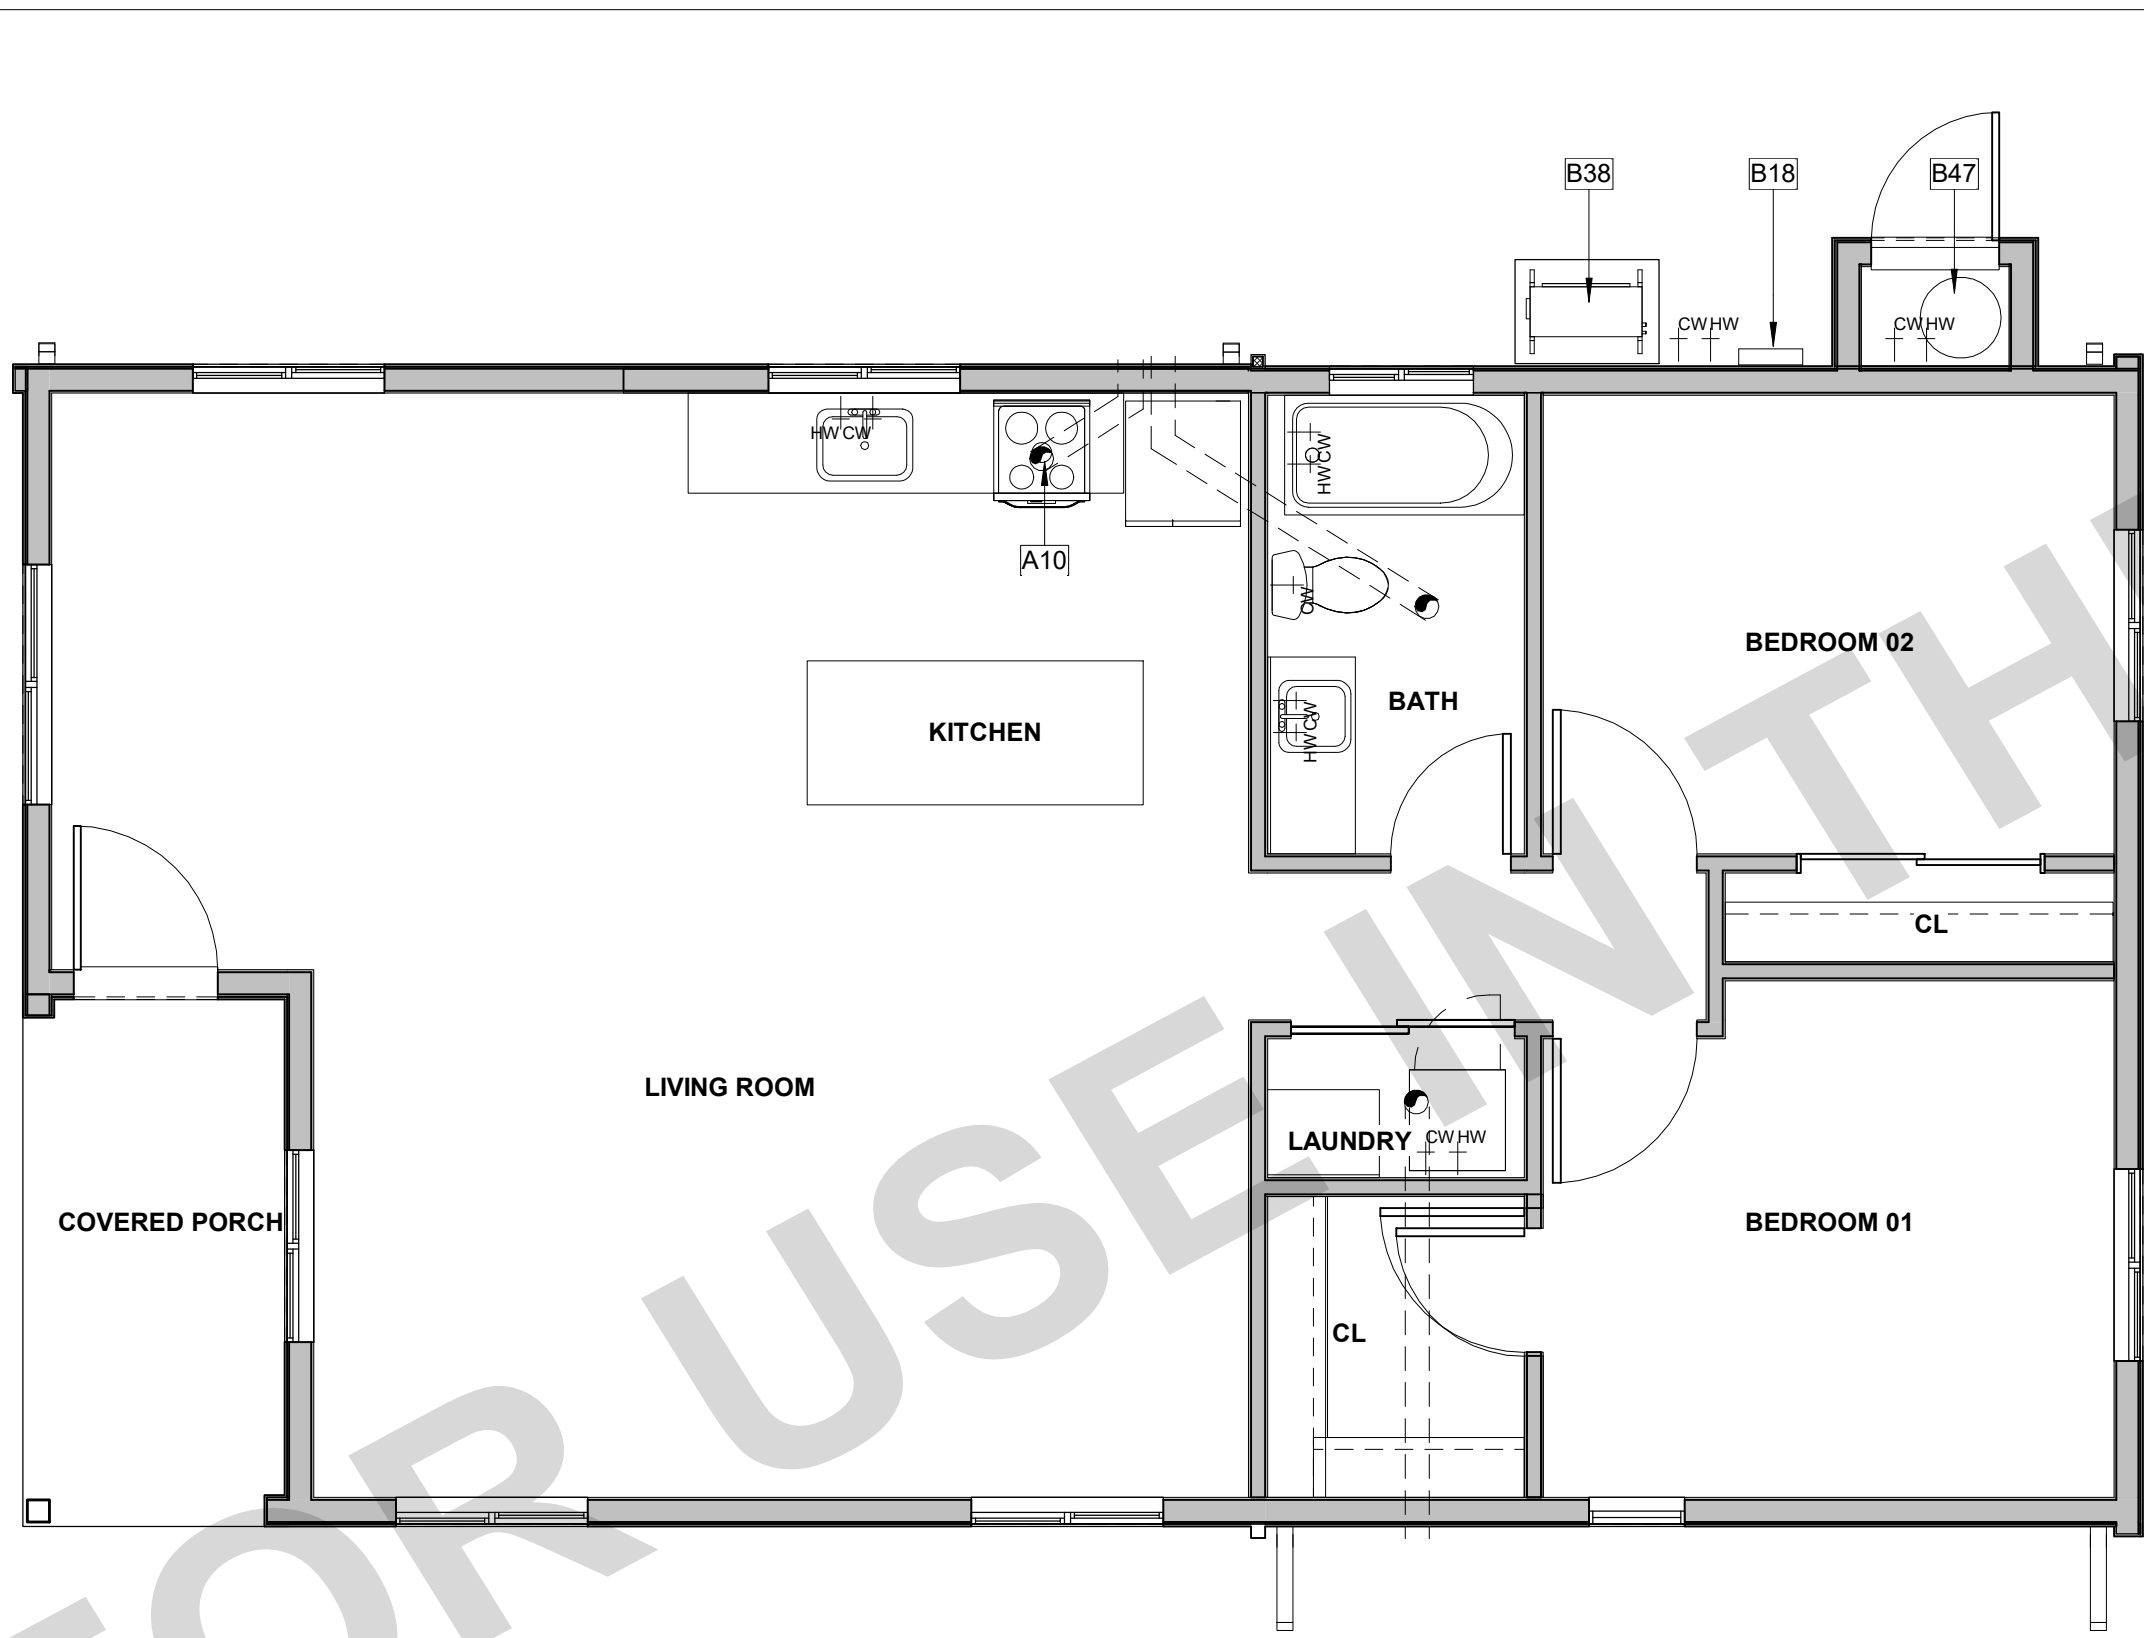 B38
B18
B47
CW HW
CW HW
HW CW
HW CW
A10
CW
BEDROOM 02
BATH
HW CW
KITCHEN
CL
LIVING ROOM
LAUNDRY
CW HW
COVERED PORCH
BEDROOM 01
CL
FOR USE IN TH